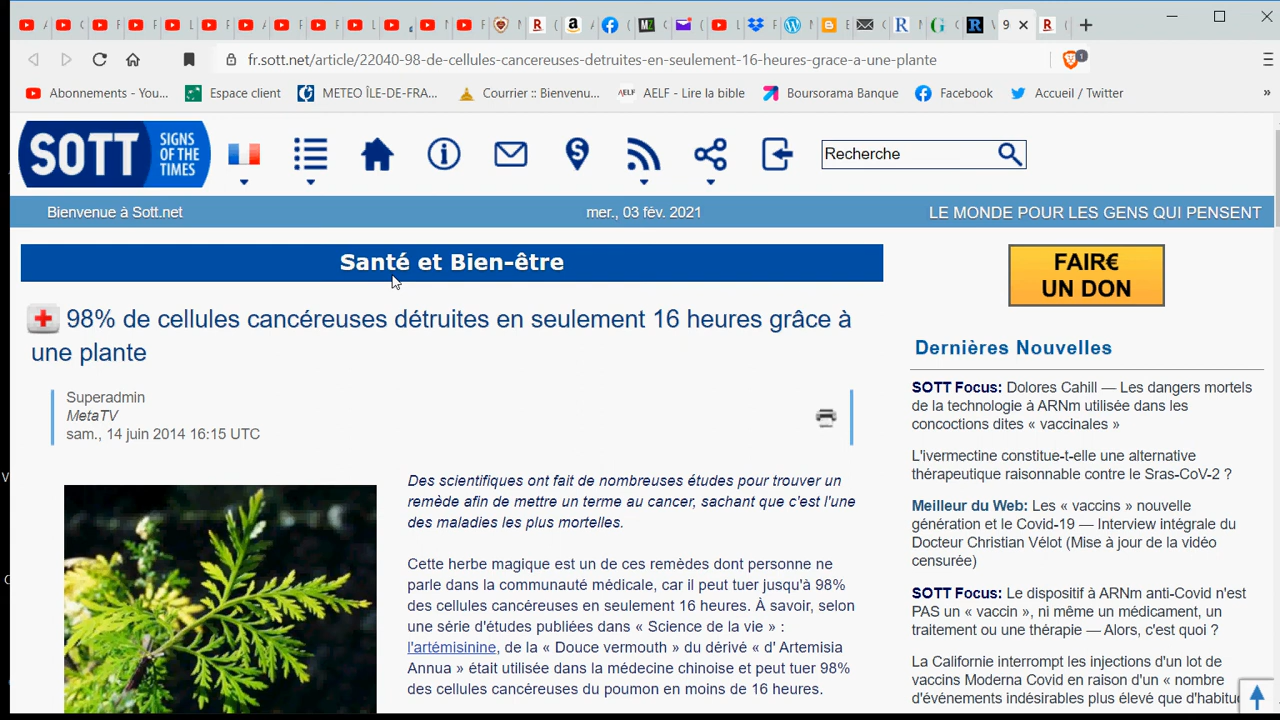 9
fr.sott.net/article/22040-98-de-cellules-cancereuses-detruites-en-seulement-16-heures-grace-a-une-plante
1
Abonnements - You...
Espace client
METEO ÎLE-DE-FRA...
Courrier :: Bienvenu...
AELF - Lire la bible
Boursorama Banque
Facebook
Accueil / Twitter
»
SOTT
SIGNS
OF THE
TIMES
Recherche
Bienvenue à Sott.net
mer., 03 fév. 2021
LE MONDE POUR LES GENS QUI PENSENT
Santé et Bien-être
98% de cellules cancéreuses détruites en seulement 16 heures grâce à
une plante
Superadmin
MetaTV
sam., 14 juin 2014 16:15 UTC
Des scientifiques ont fait de nombreuses études pour trouver un
remède afin de mettre un terme au cancer, sachant que c'est l'une
des maladies les plus mortelles.
Cette herbe magique est un de ces remèdes dont personne ne
parle dans la communauté médicale, car il peut tuer jusqu'à 98%
des cellules cancéreuses en seulement 16 heures. À savoir, selon
une série d'études publiées dans « Science de la vie » :
l'artémisinine, de la « Douce vermouth » du dérivé « d' Artemisia
Annua » était utilisée dans la médecine chinoise et peut tuer 98%
des cellules cancéreuses du poumon en moins de 16 heures.
FAIR€
UN DON
Dernières Nouvelles
SOTT Focus: Dolores Cahill — Les dangers mortels
de la technologie à ARNm utilisée dans les
concoctions dites « vaccinales »
L'ivermectine constitue-t-elle une alternative
thérapeutique raisonnable contre le Sras-CoV-2 ?
Meilleur du Web: Les « vaccins » nouvelle
génération et le Covid-19 — Interview intégrale du
Docteur Christian Vélot (Mise à jour de la vidéo
censurée)
SOTT Focus: Le dispositif à ARNm anti-Covid n'est
PAS un « vaccin », ni même un médicament, un
traitement ou une thérapie — Alors, c'est quoi ?
La Californie interrompt les injections d'un lot de
vaccins Moderna Covid en raison d'un « nombre
d'événements indésirables plus élevé que d'habitu